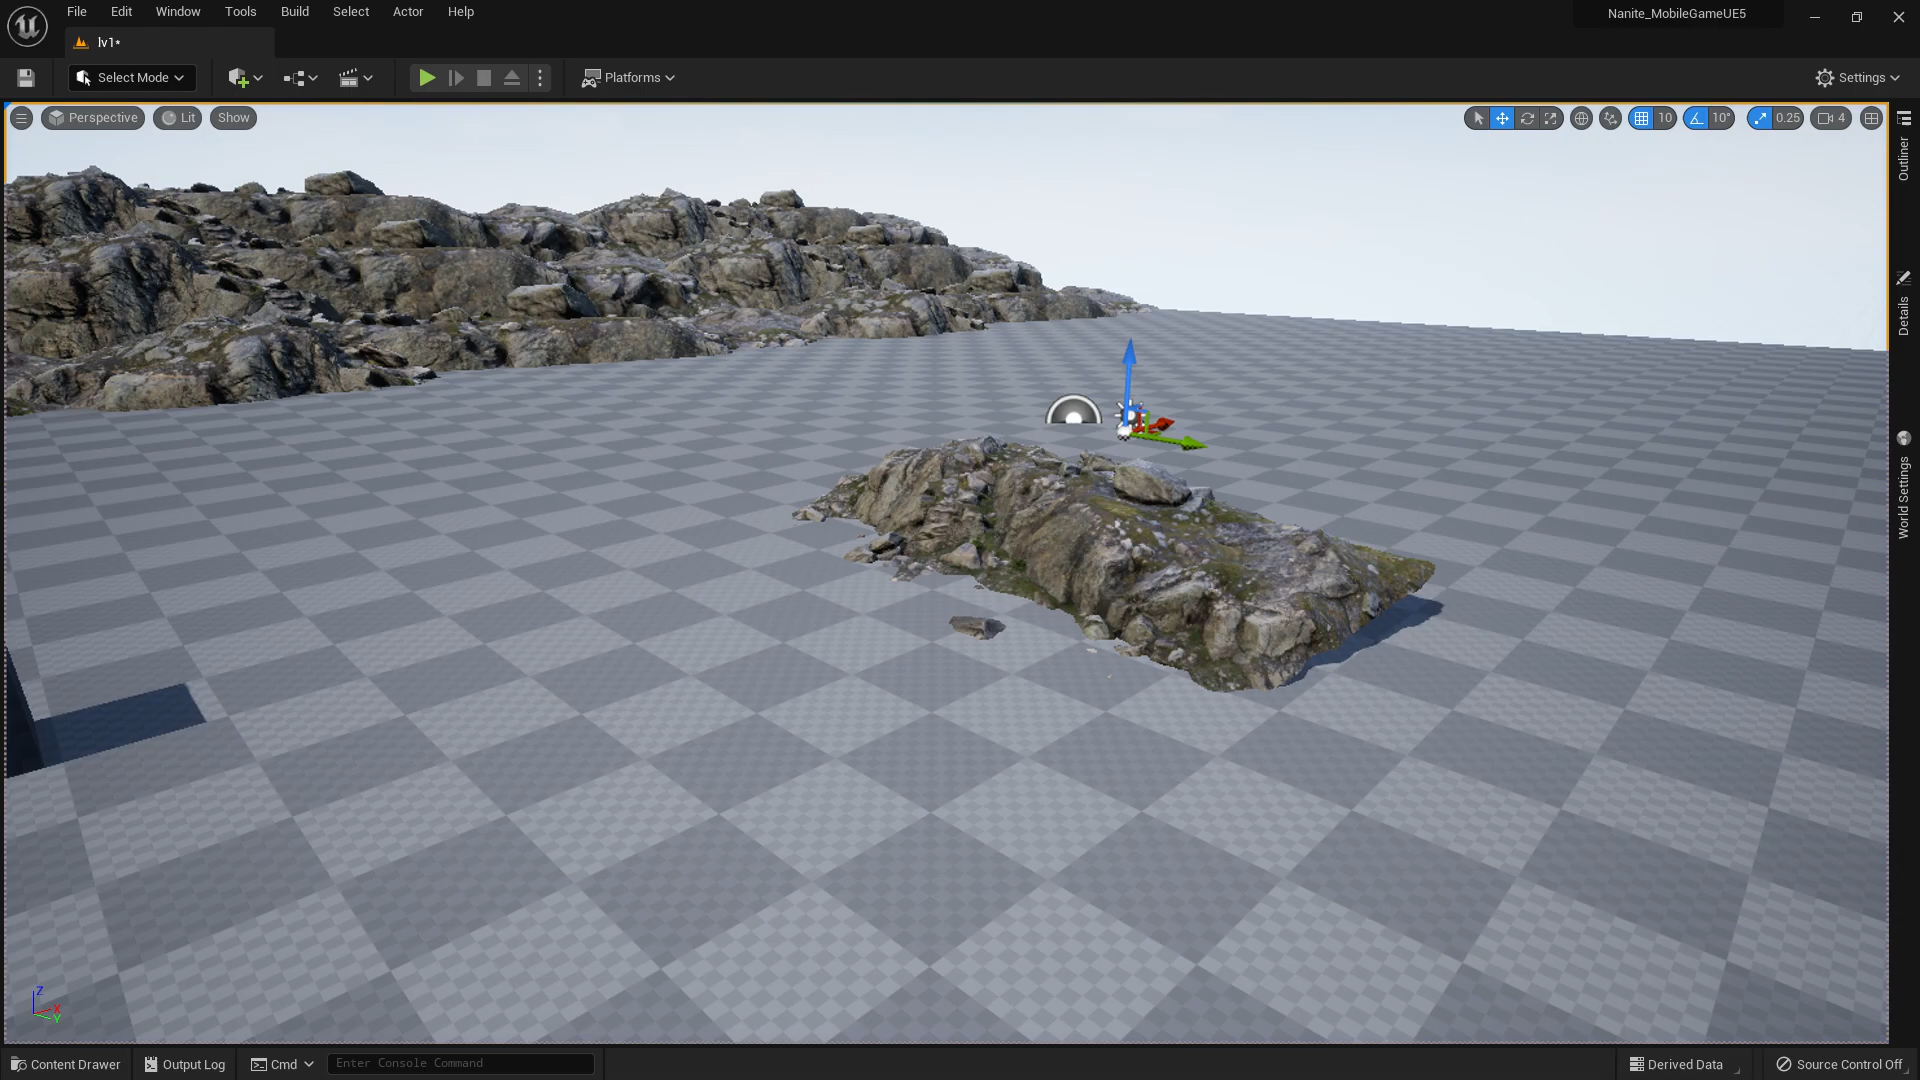 File Edit Window Tools Build Select Actor Help
Nanite_MobileGameUE5
lv1*
Select Mode
Platforms
Settings
Perspective Lit Show
10 10° 0.25 4
Outliner
Details
World Settings
Z
X
Y
Content Drawer Output Log Cmd Enter Console Command Derived Data Source Control Off